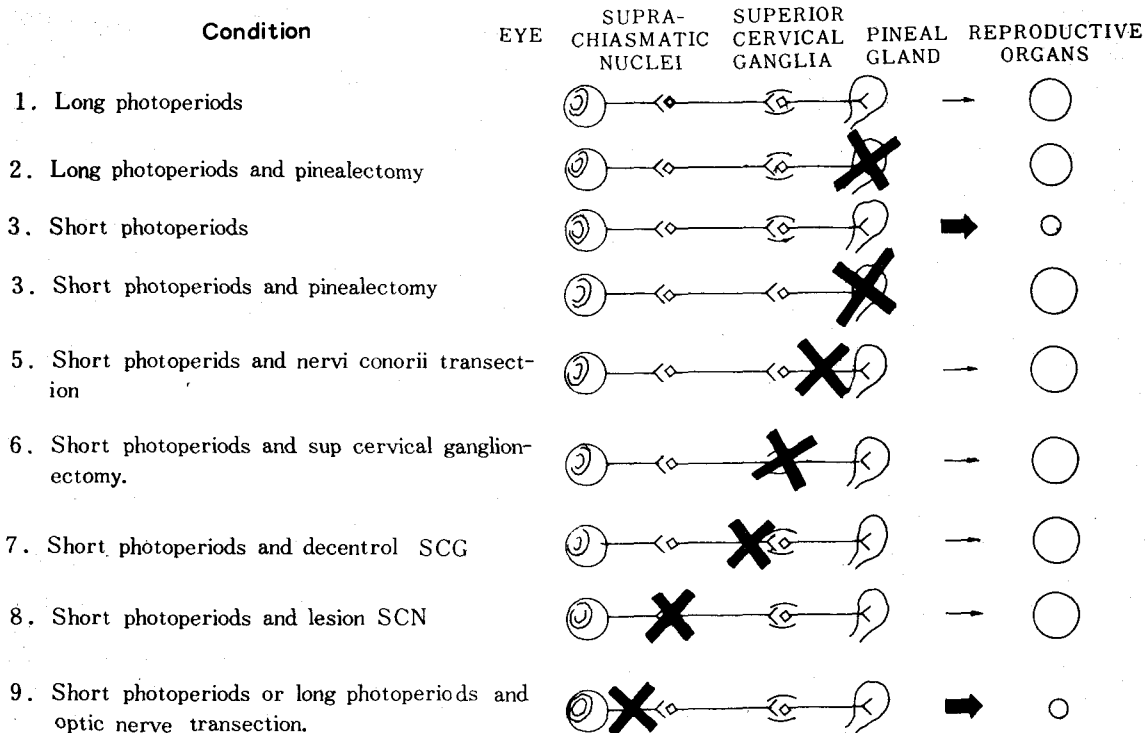 Condition EYE SUPRA- CHIASMATIC NUCLEI SUPERIOR CERVICAL GANGLIA PINEAL GLAND REPRODUCTIVE ORGANS
1. Long photoperiods
2. Long photoperiods and pinealectomy
3. Short photoperiods
3. Short photoperiods and pinealectomy
5. Short photoperids and nervi conorii transect-
ion
6. Short photoperiods and sup cervical ganglion-
ectomy.
7. Short photoperiods and decentrol SCG
8. Short photoperiods and lesion SCN
9. Short photoperiods or long photoperiods and
optic nerve transection.